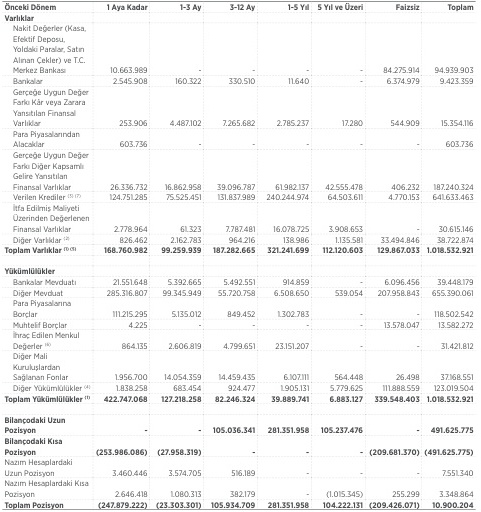 Önceki Dönem 1 Aya Kadar 1-3 Ay 3-12 Ay 1-5 Yıl 5 Yıl ve Üzeri Faizsiz Toplam
Varlıklar
Nakit Değerler (Kasa,
Efektif Deposu,
Yoldaki Paralar, Satın
Alınan Çekler) ve T.C.
Merkez Bankası 10.663.989 - - - - 84.275.914 94.939.903
Bankalar 2.545.908 160.322 330.510 11.640 - 6.374.979 9.423.359
Gerçeğe Uygun Değer
Farkı Kâr veya Zarara
Yansıtılan Finansal
Varlıklar 253.906 4.487.102 7.265.682 2.785.237 17.280 544.909 15.354.116
Para Piyasalarından
Alacaklar 603.736 - - - - - 603.736
Gerçeğe Uygun Değer
Farkı Diğer Kapsamlı
Gelire Yansıtılan
Finansal Varlıklar 26.336.732 16.862.958 39.096.787 61.982.137 42.555.478 406.232 187.240.324
Verilen Krediler (3) (7) 124.751.285 75.525.451 131.837.989 240.244.974 64.503.611 4.770.153 641.633.463
İtfa Edilmiş Maliyeti
Üzerinden Değerlenen
Finansal Varlıklar 2.778.964 61.323 7.787.481 16.078.725 3.908.653 - 30.615.146
Diğer Varlıklar (2) 826.462 2.162.783 964.216 138.986 1.135.581 33.494.846 38.722.874
Toplam Varlıklar (1) (5) 168.760.982 99.259.939 187.282.665 321.241.699 112.120.603 129.867.033 1.018.532.921
Yükümlülükler
Bankalar Mevduatı 21.551.648 5.392.665 5.492.551 914.859 - 6.096.456 39.448.179
Diğer Mevduat 285.316.807 99.345.949 55.720.758 6.508.650 539.054 207.958.843 655.390.061
Para Piyasalarına
Borçlar 111.215.295 5.135.012 849.452 1.302.783 - - 118.502.542
Muhtelif Borçlar 4.225 - - - - 13.578.047 13.582.272
İhraç Edilen Menkul
Değerler (6) 864.135 2.606.819 4.799.651 23.151.207 - - 31.421.812
Diğer Mali
Kuruluşlardan
Sağlanan Fonlar 1.956.700 14.054.359 14.459.435 6.107.111 564.448 26.498 37.168.551
Diğer Yükümlülükler (4) 1.838.258 683.454 924.477 1.905.131 5.779.625 111.888.559 123.019.504
Toplam Yükümlülükler (1) 422.747.068 127.218.258 82.246.324 39.889.741 6.883.127 339.548.403 1.018.532.921
Bilançodaki Uzun
Pozisyon - - 105.036.341 281.351.958 105.237.476 - 491.625.775
Bilançodaki Kısa
Pozisyon (253.986.086) (27.958.319) - - - (209.681.370) (491.625.775)
Nazım Hesaplardaki
Uzun Pozisyon 3.460.446 3.574.705 516.189 - - - 7.551.340
Nazım Hesaplardaki Kısa
Pozisyon 2.646.418 1.080.313 382.179 - (1.015.345) 255.299 3.348.864
Toplam Pozisyon (247.879.222) (23.303.301) 105.934.709 281.351.958 104.222.131 (209.426.071) 10.900.204